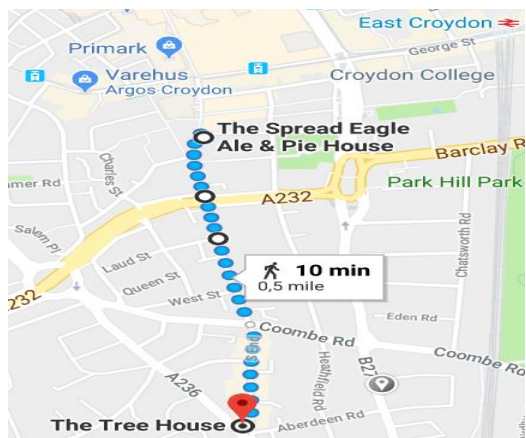 East Croydon
George St
Primark
Varehus
Argos Croydon
Croydon College
The Spread Eagle
Ale & Pie House
Barclay R
Charles St
mer Rd
Park Hill Park
A232
Salem Pl
Laud St
Chatsworth Rd
10 min
0,5 mile
232
Queen St
West St
Eden Rd
Coombe Rd
S End
Coombe Rd
Heathfield Rd
B27
A236
The Tree House
Aberdeen Rd